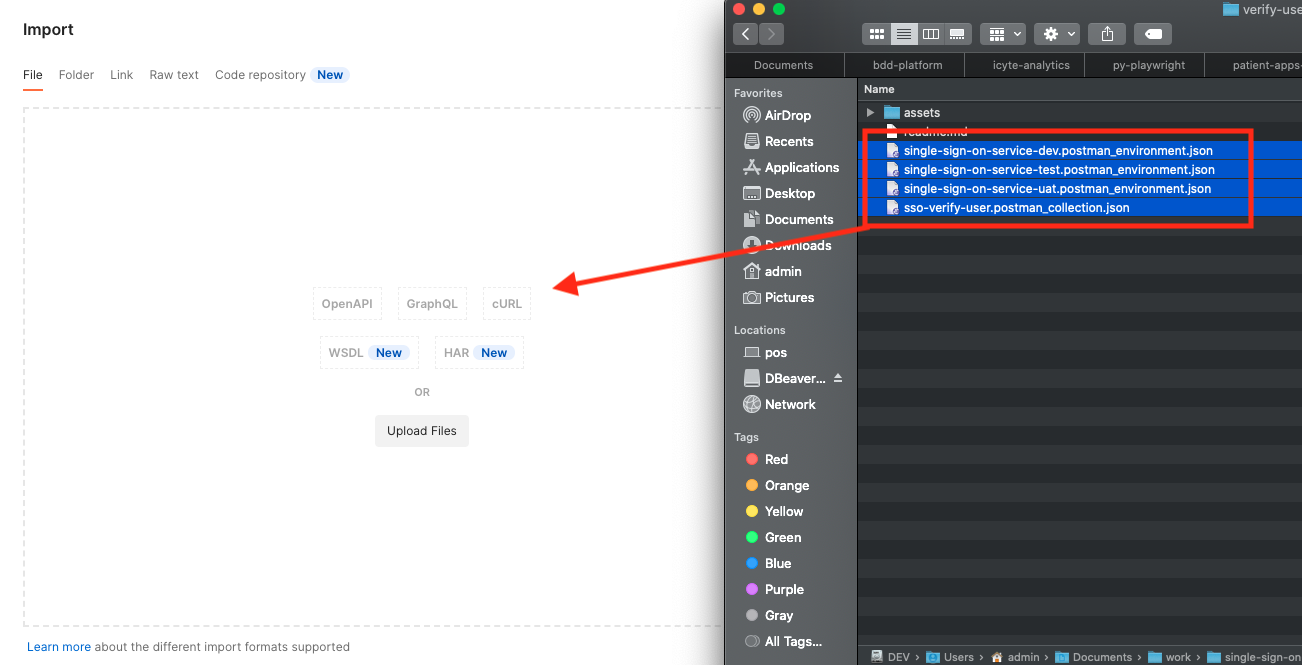 Import
File Folder Link Raw text Code repository New
OpenAPI GraphQL cURL
WSDL New HAR New
OR
Upload Files
Learn more about the different import formats supported
verify-use
Documents bdd-platform icyte-analytics py-playwright patient-apps-
Favorites
AirDrop
Recents
Applications
Desktop
Documents
Downloads
admin
Pictures
Locations
pos
DBeaver...
Network
Tags
Red
Orange
Yellow
Green
Blue
Purple
Gray
All Tags...
Name
assets
readme.md
single-sign-on-service-dev.postman_environment.json
single-sign-on-service-test.postman_environment.json
single-sign-on-service-uat.postman_environment.json
sso-verify-user.postman_collection.json
DEV › Users › admin › Documents › work › single-sign-on